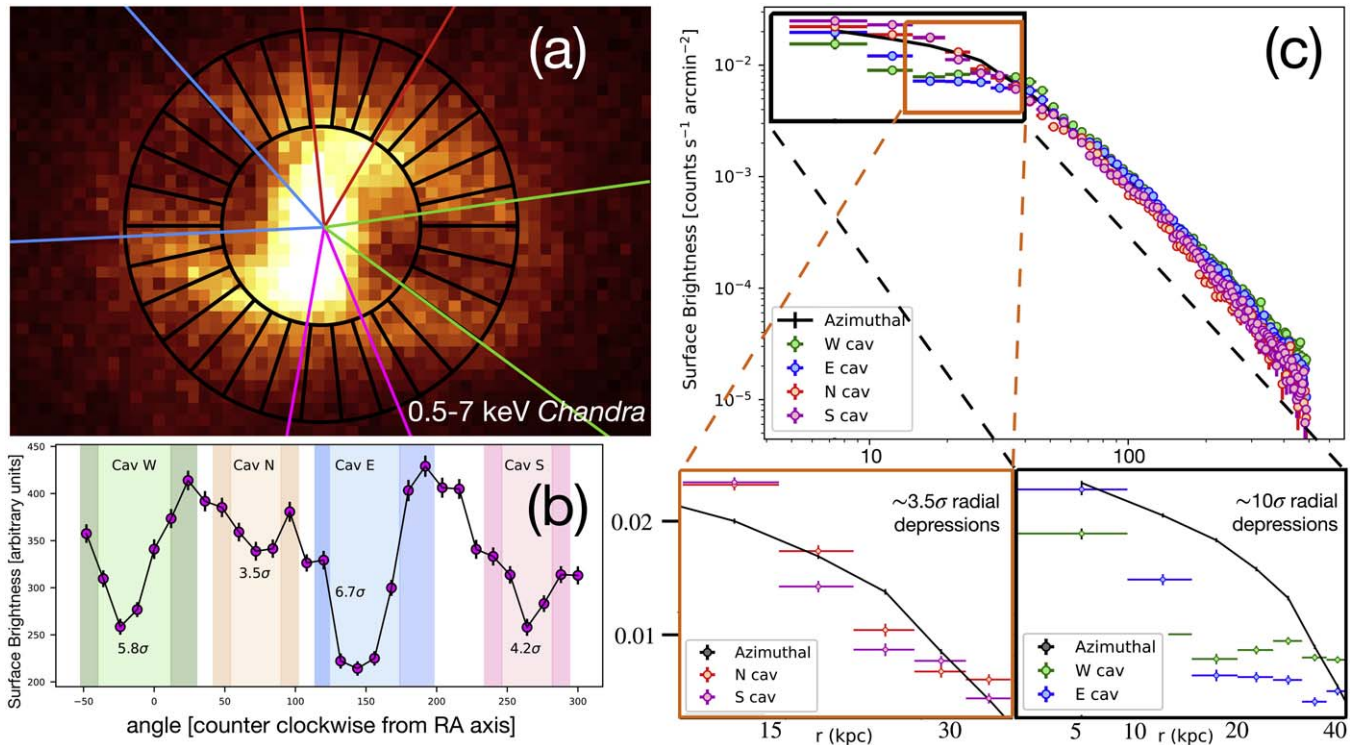 (a)
0.5-7 keV Chandra
(b)
Surface Brightness [arbitrary units]
450
400
350
300
250
200
Cav W
Cav N
Cav E
Cav S
5.8σ
3.5σ
6.7σ
4.2σ
−50
0
50
100
150
200
250
300
angle [counter clockwise from RA axis]
(c)
Surface Brightness [counts s⁻¹ arcmin⁻²]
10⁻²
10⁻³
10⁻⁴
10⁻⁵
Azimuthal
W cav
E cav
N cav
S cav
10
100
0.02
0.01
~3.5σ radial
depressions
Azimuthal
N cav
S cav
15
30
r (kpc)
~10σ radial
depressions
Azimuthal
W cav
E cav
5
10
20
40
r (kpc)